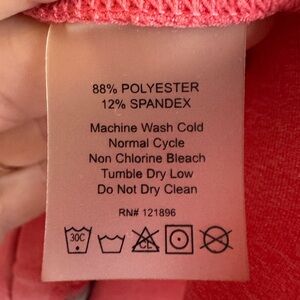 88% POLYESTER
12% SPANDEX
Machine Wash Cold
Normal Cycle
Non Chlorine Bleach
Tumble Dry Low
Do Not Dry Clean
RN# 121896
30C CL